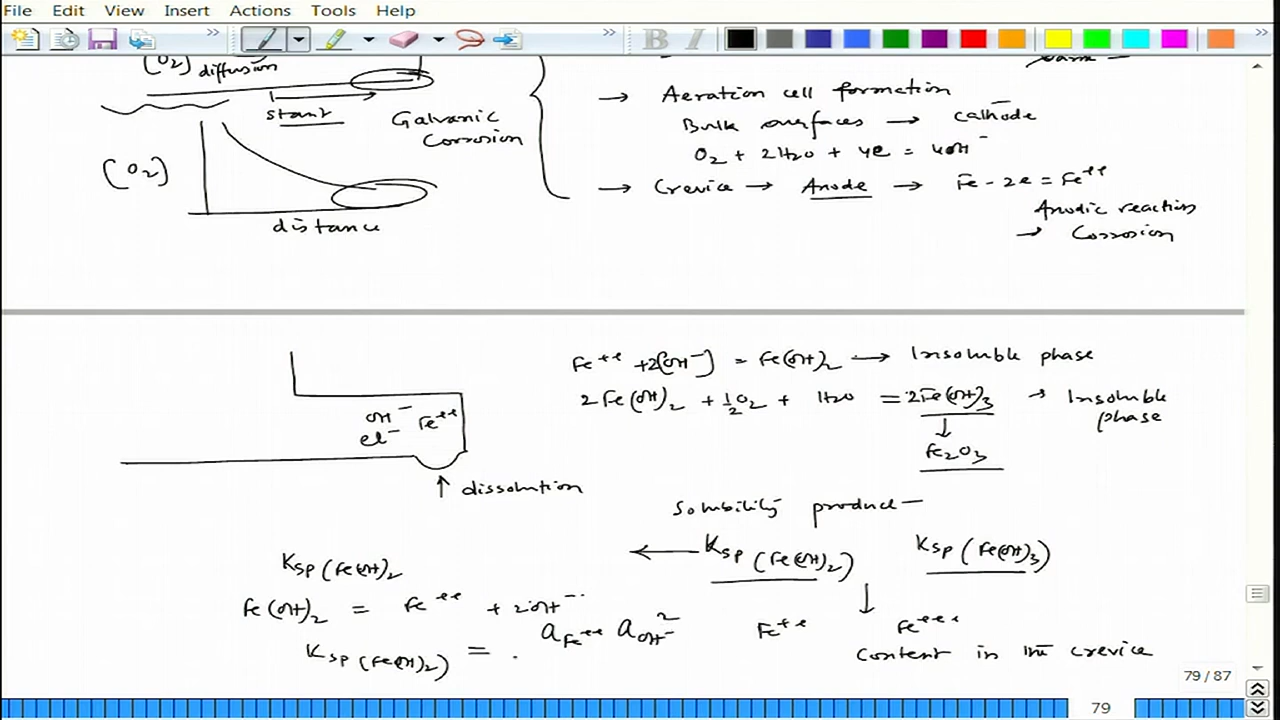 File Edit View Insert Actions Tools Help
[O2] diffusion
start
Galvanic
Corrosion
[O2]
distance
→ Aeration cell formation
Bulk surfaces → cathode
O2 + 2H2O + 4e = 4OH-
→ Crevice → Anode → Fe - 2e = Fe++
Anodic reaction
→ Corrosion
OH-
Fe++
Cl-
↑ dissolution
Fe++ + 2[OH-] = Fe(OH)2 → Insoluble phase
2Fe(OH)2 + 1/2 O2 + H2O = 2Fe(OH)3 → Insoluble
phase
↓
Fe2O3
Solubility product -
← Ksp (Fe(OH)2) Ksp (Fe(OH)3)
↓
Fe++ Fe+++
content in the crevice
Ksp (Fe(OH)2
Fe(OH)2 = Fe++ + 2OH-
Ksp (Fe(OH)2) = aFe++ aOH-2
79 / 87
79